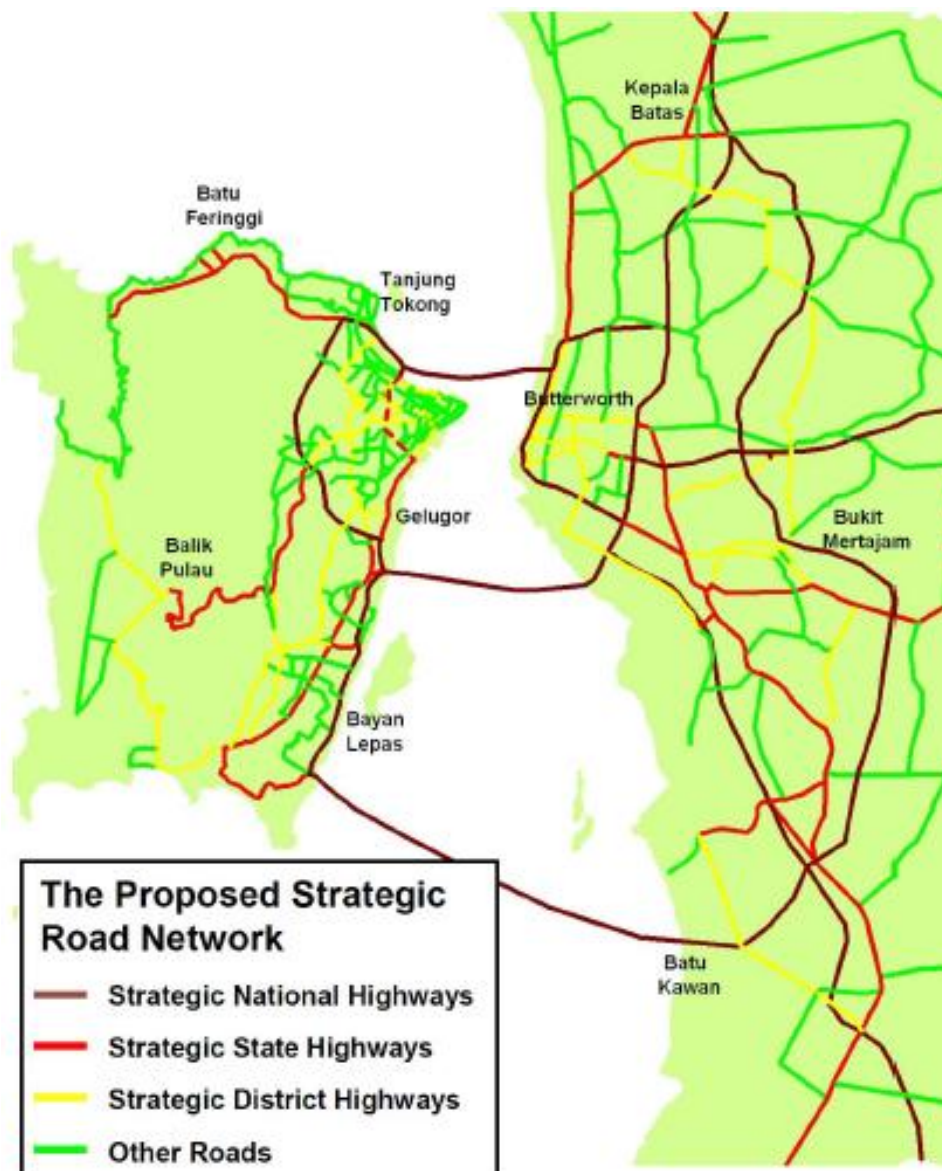 Kepala
Batas
Batu
Feringgi
Tanjung
Tokong
Butterworth
Gelugor
Bukit
Mertajam
Balik
Pulau
Bayan
Lepas
Batu
Kawan
The Proposed Strategic
Road Network
Strategic National Highways
Strategic State Highways
Strategic District Highways
Other Roads